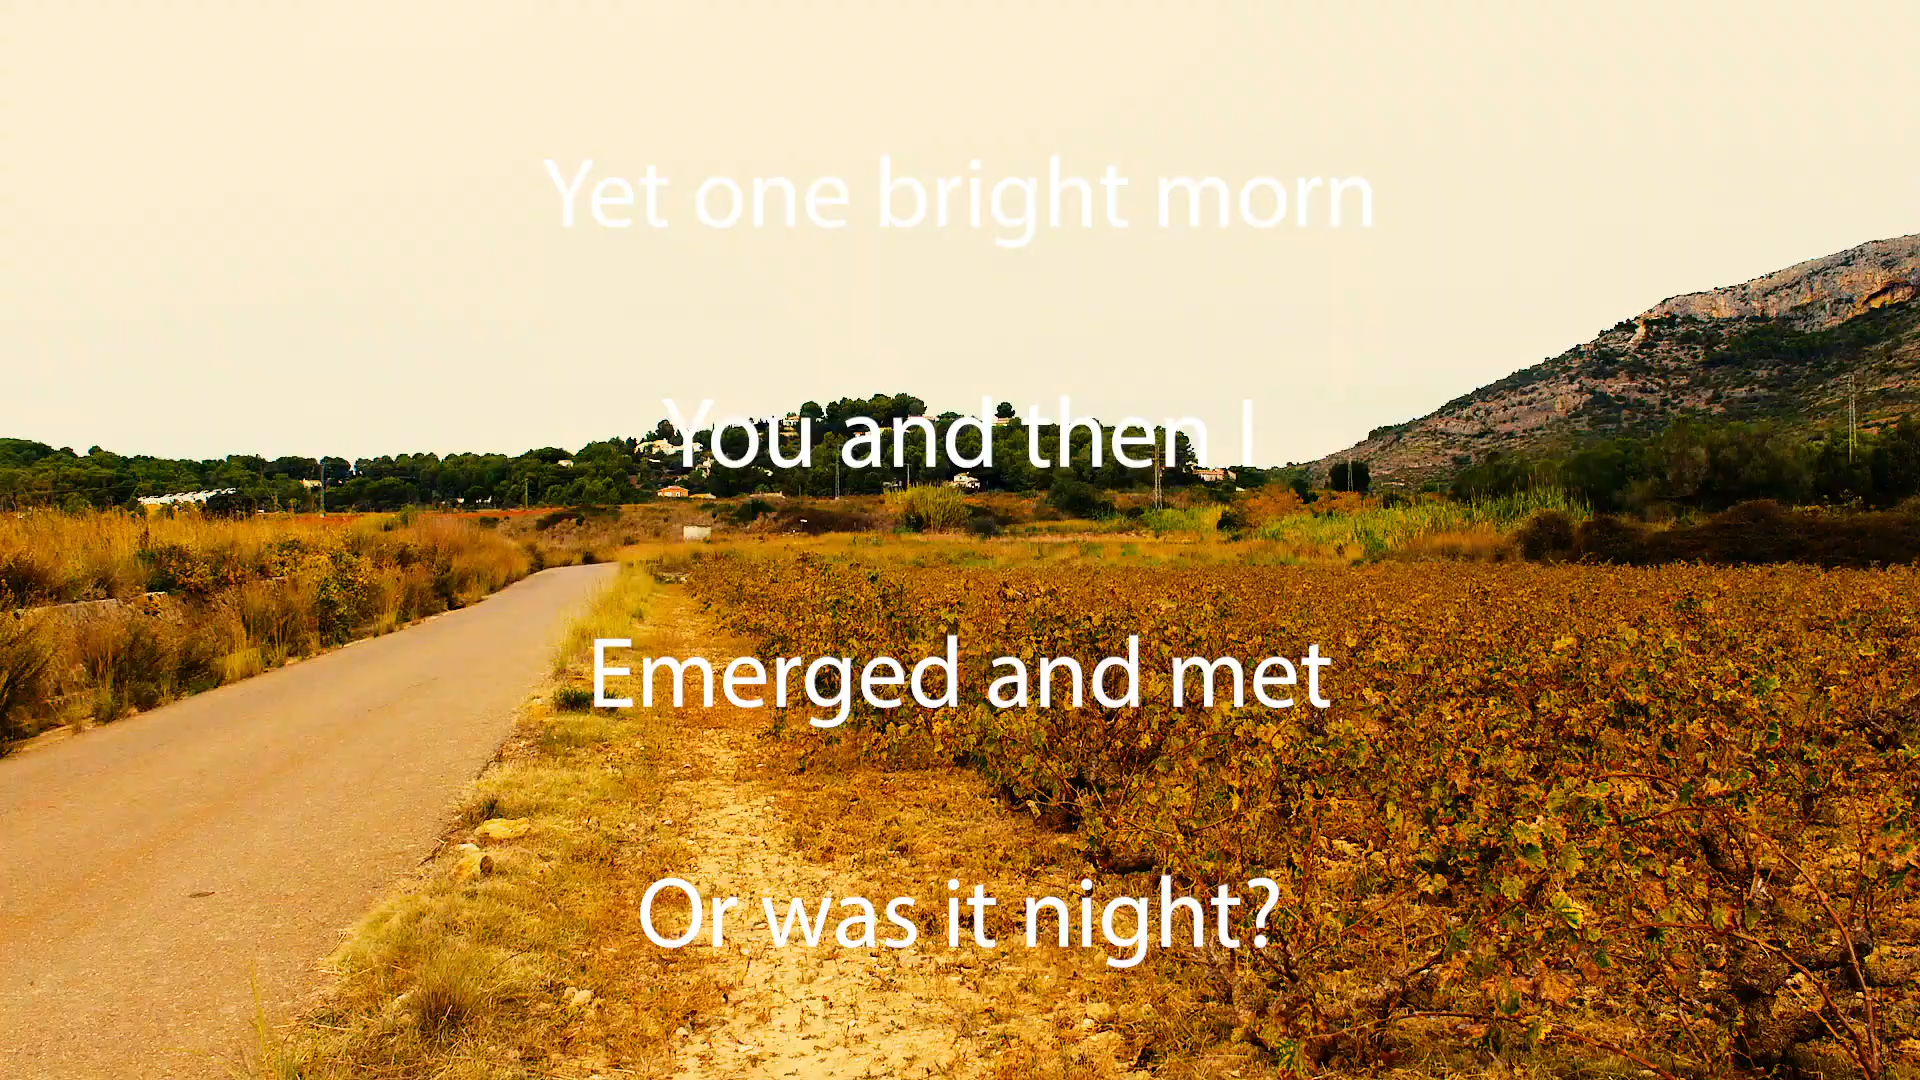 Yet one bright morn
You and then I
Emerged and met
Or was it night?